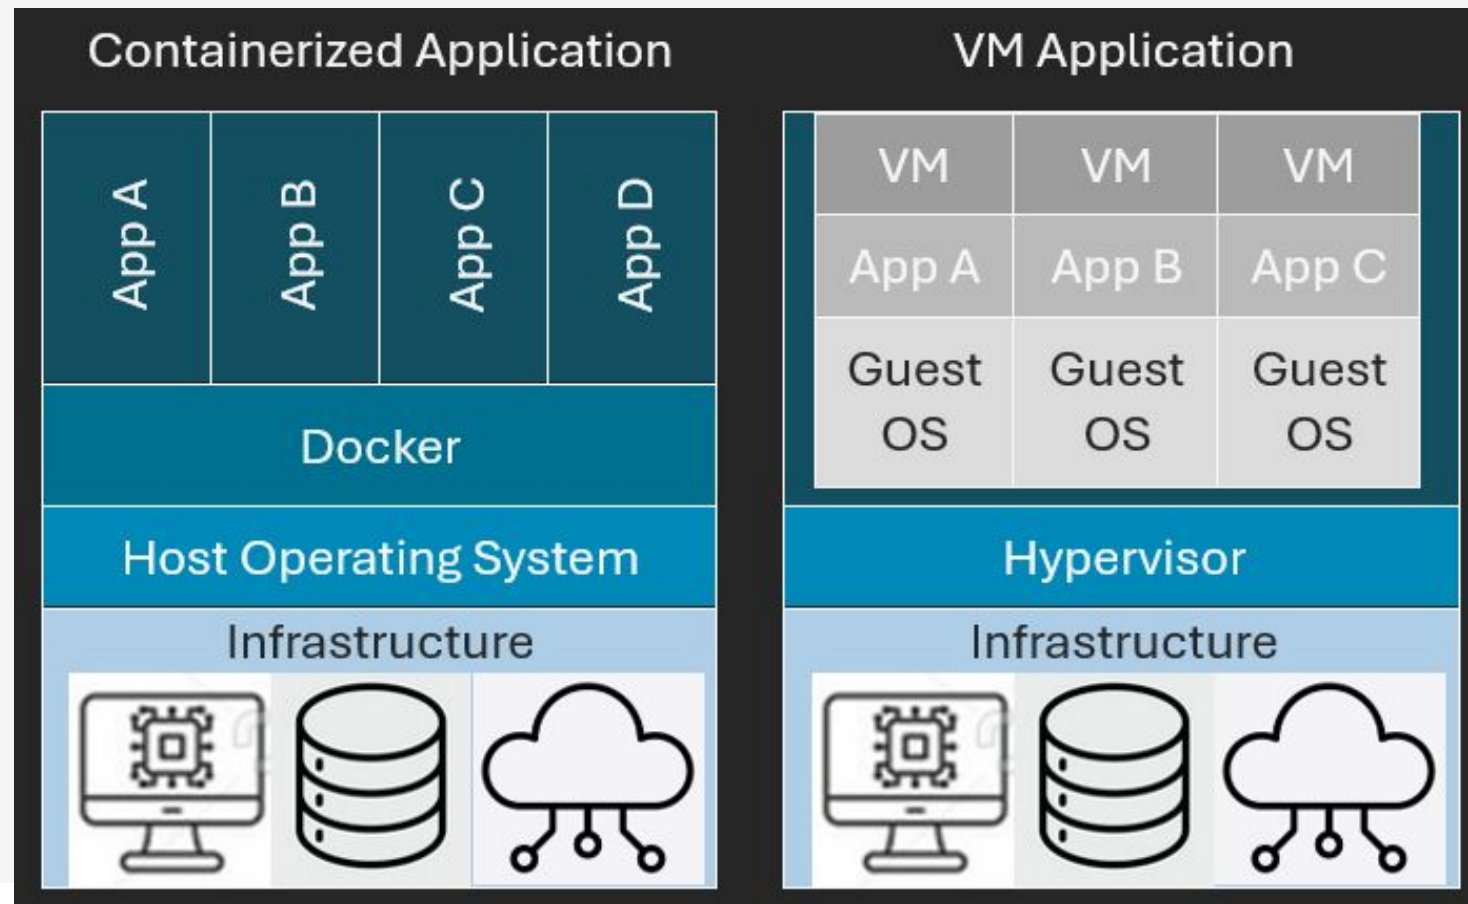 Containerized Application
App A
App B
App C
App D
Docker
Host Operating System
Infrastructure
VM Application
VM
VM
VM
App A
App B
App C
Guest
OS
Guest
OS
Guest
OS
Hypervisor
Infrastructure